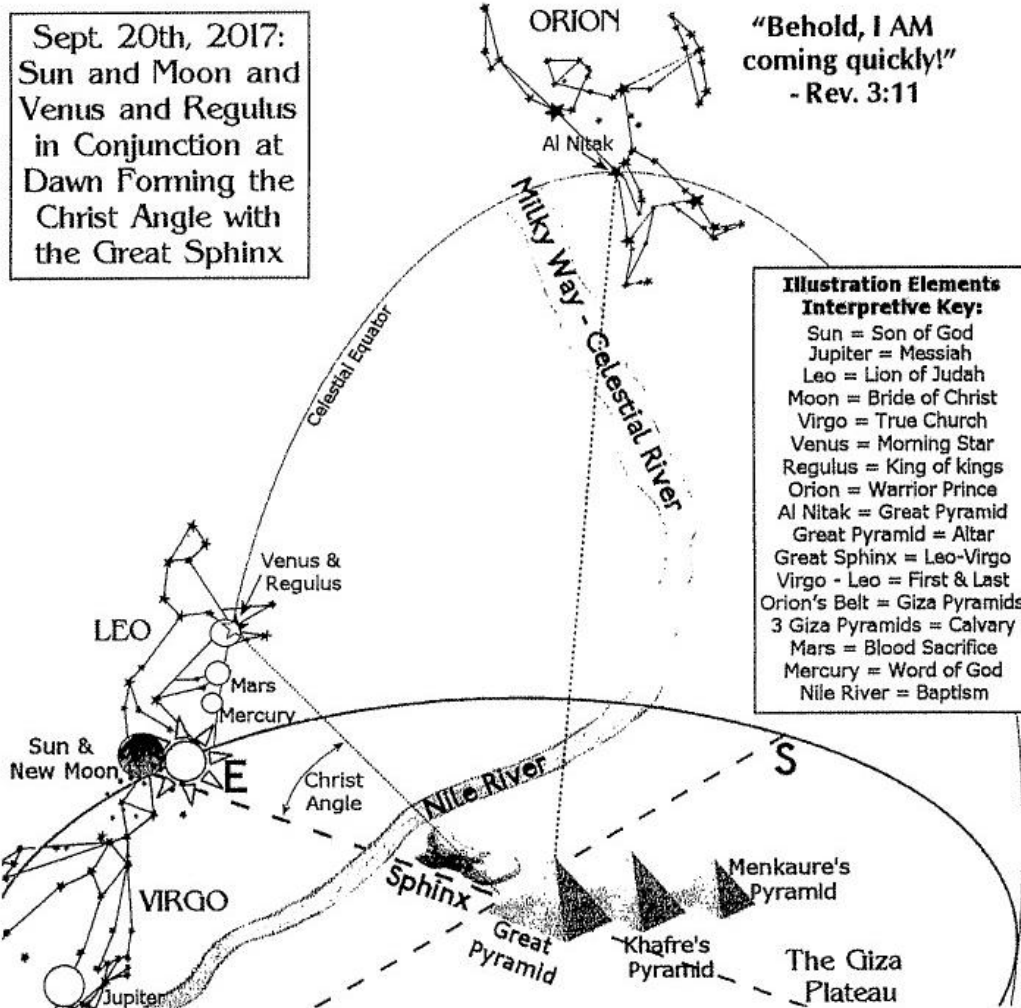 Sept. 20th, 2017:
Sun and Moon and
Venus and Regulus
in Conjunction at
Dawn Forming the
Christ Angle with
the Great Sphinx
ORION
“Behold, I AM
coming quickly!”
- Rev. 3:11
Al Nitak
Milky Way - Celestial River
Celestial Equator
Illustration Elements
Interpretive Key:
Sun = Son of God
Jupiter = Messiah
Leo = Lion of Judah
Moon = Bride of Christ
Virgo = True Church
Venus = Morning Star
Regulus = King of kings
Orion = Warrior Prince
Al Nitak = Great Pyramid
Great Pyramid = Altar
Great Sphinx = Leo-Virgo
Virgo - Leo = First & Last
Orion's Belt = Giza Pyramids
3 Giza Pyramids = Calvary
Mars = Blood Sacrifice
Mercury = Word of God
Nile River = Baptism
Venus &
Regulus
LEO
Mars
Mercury
Sun &
New Moon
E
S
Christ
Angle
Nile River
Sphinx
VIRGO
Jupiter
Great
Pyramid
Khafre's
Pyramid
Menkaure's
Pyramid
The Giza
Plateau